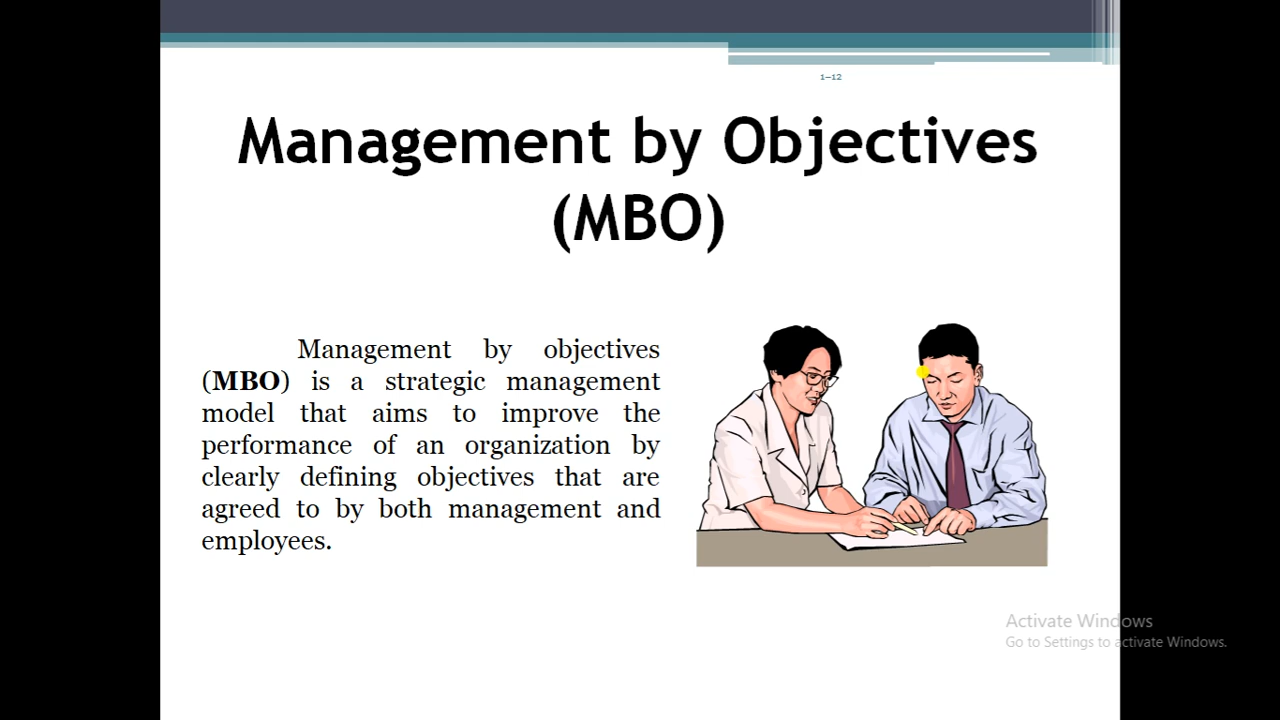 1–12
Management by Objectives
(MBO)
Management by objectives
(MBO) is a strategic management
model that aims to improve the
performance of an organization by
clearly defining objectives that are
agreed to by both management and
employees.
Activate Windows
Go to Settings to activate Windows.